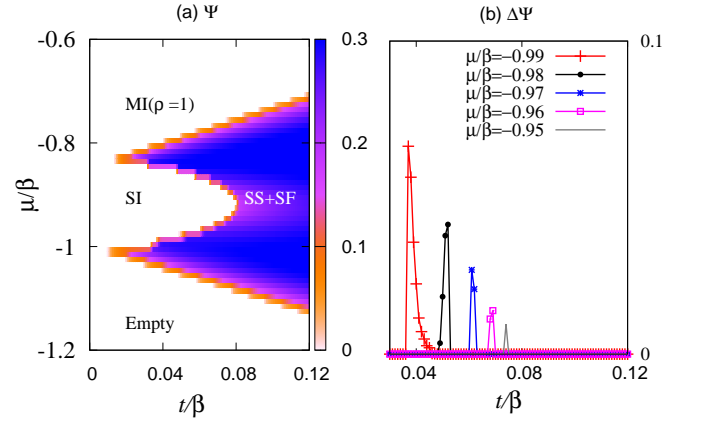 (a) Ψ
(b) ΔΨ
μ/β
-0.6
-0.8
-1
-1.2
MI(ρ =1)
SI
SS+SF
Empty
0
0.04
0.08
0.12
t/β
0.3
0.2
0.1
0
μ/β=−0.99
μ/β=−0.98
μ/β=−0.97
μ/β=−0.96
μ/β=−0.95
0.1
0
0.04
0.08
0.12
t/β